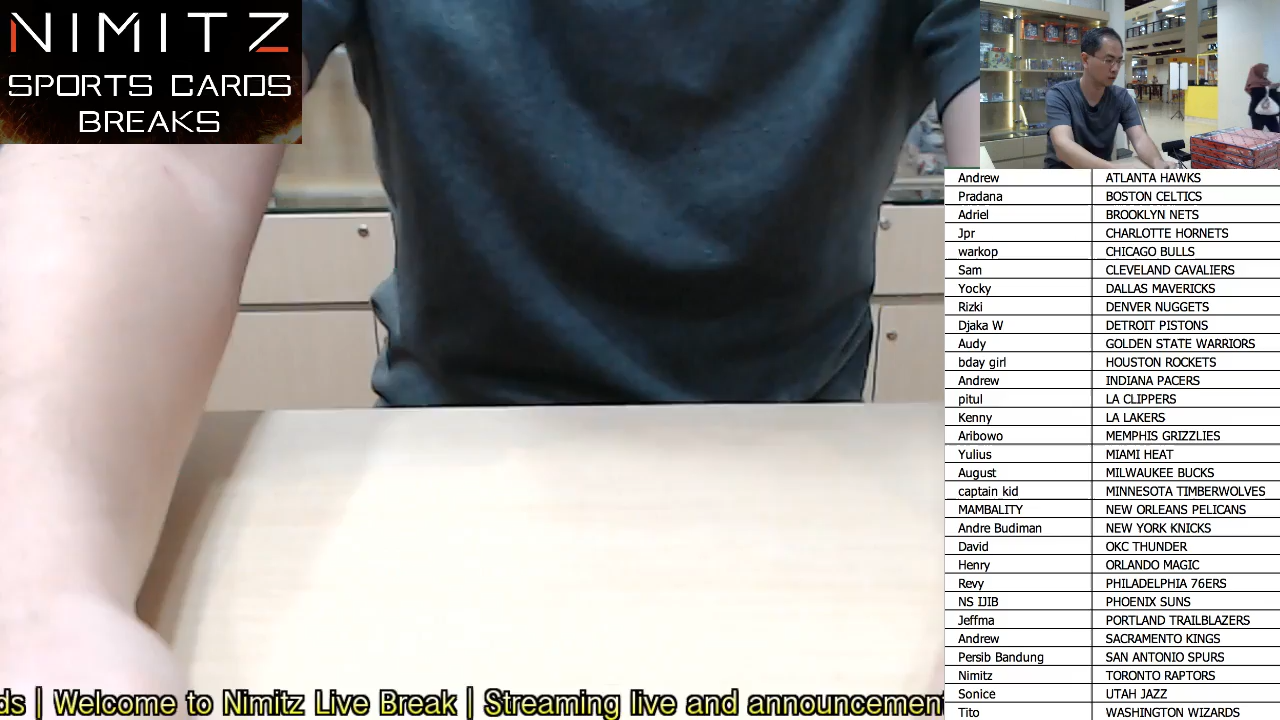 NIMITZ
SPORTS CARDS
BREAKS
Andrew ATLANTA HAWKS
Pradana BOSTON CELTICS
Adriel BROOKLYN NETS
Jpr CHARLOTTE HORNETS
warkop CHICAGO BULLS
Sam CLEVELAND CAVALIERS
Yocky DALLAS MAVERICKS
Rizki DENVER NUGGETS
Djaka W DETROIT PISTONS
Audy GOLDEN STATE WARRIORS
bday girl HOUSTON ROCKETS
Andrew INDIANA PACERS
pitul LA CLIPPERS
Kenny LA LAKERS
Aribowo MEMPHIS GRIZZLIES
Yulius MIAMI HEAT
August MILWAUKEE BUCKS
captain kid MINNESOTA TIMBERWOLVES
MAMBALITY NEW ORLEANS PELICANS
Andre Budiman NEW YORK KNICKS
David OKC THUNDER
Henry ORLANDO MAGIC
Revy PHILADELPHIA 76ERS
NS IJIB PHOENIX SUNS
Jeffma PORTLAND TRAILBLAZERS
Andrew SACRAMENTO KINGS
Persib Bandung SAN ANTONIO SPURS
Nimitz TORONTO RAPTORS
Sonice UTAH JAZZ
Tito WASHINGTON WIZARDS
ds | Welcome to Nimitz Live Break | Streaming live and announcement